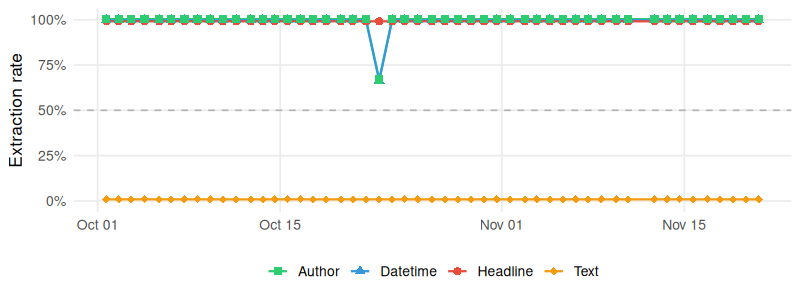 Extraction rate
100%
75%
50%
25%
0%
Oct 01 Oct 15 Nov 01 Nov 15
Author Datetime Headline Text